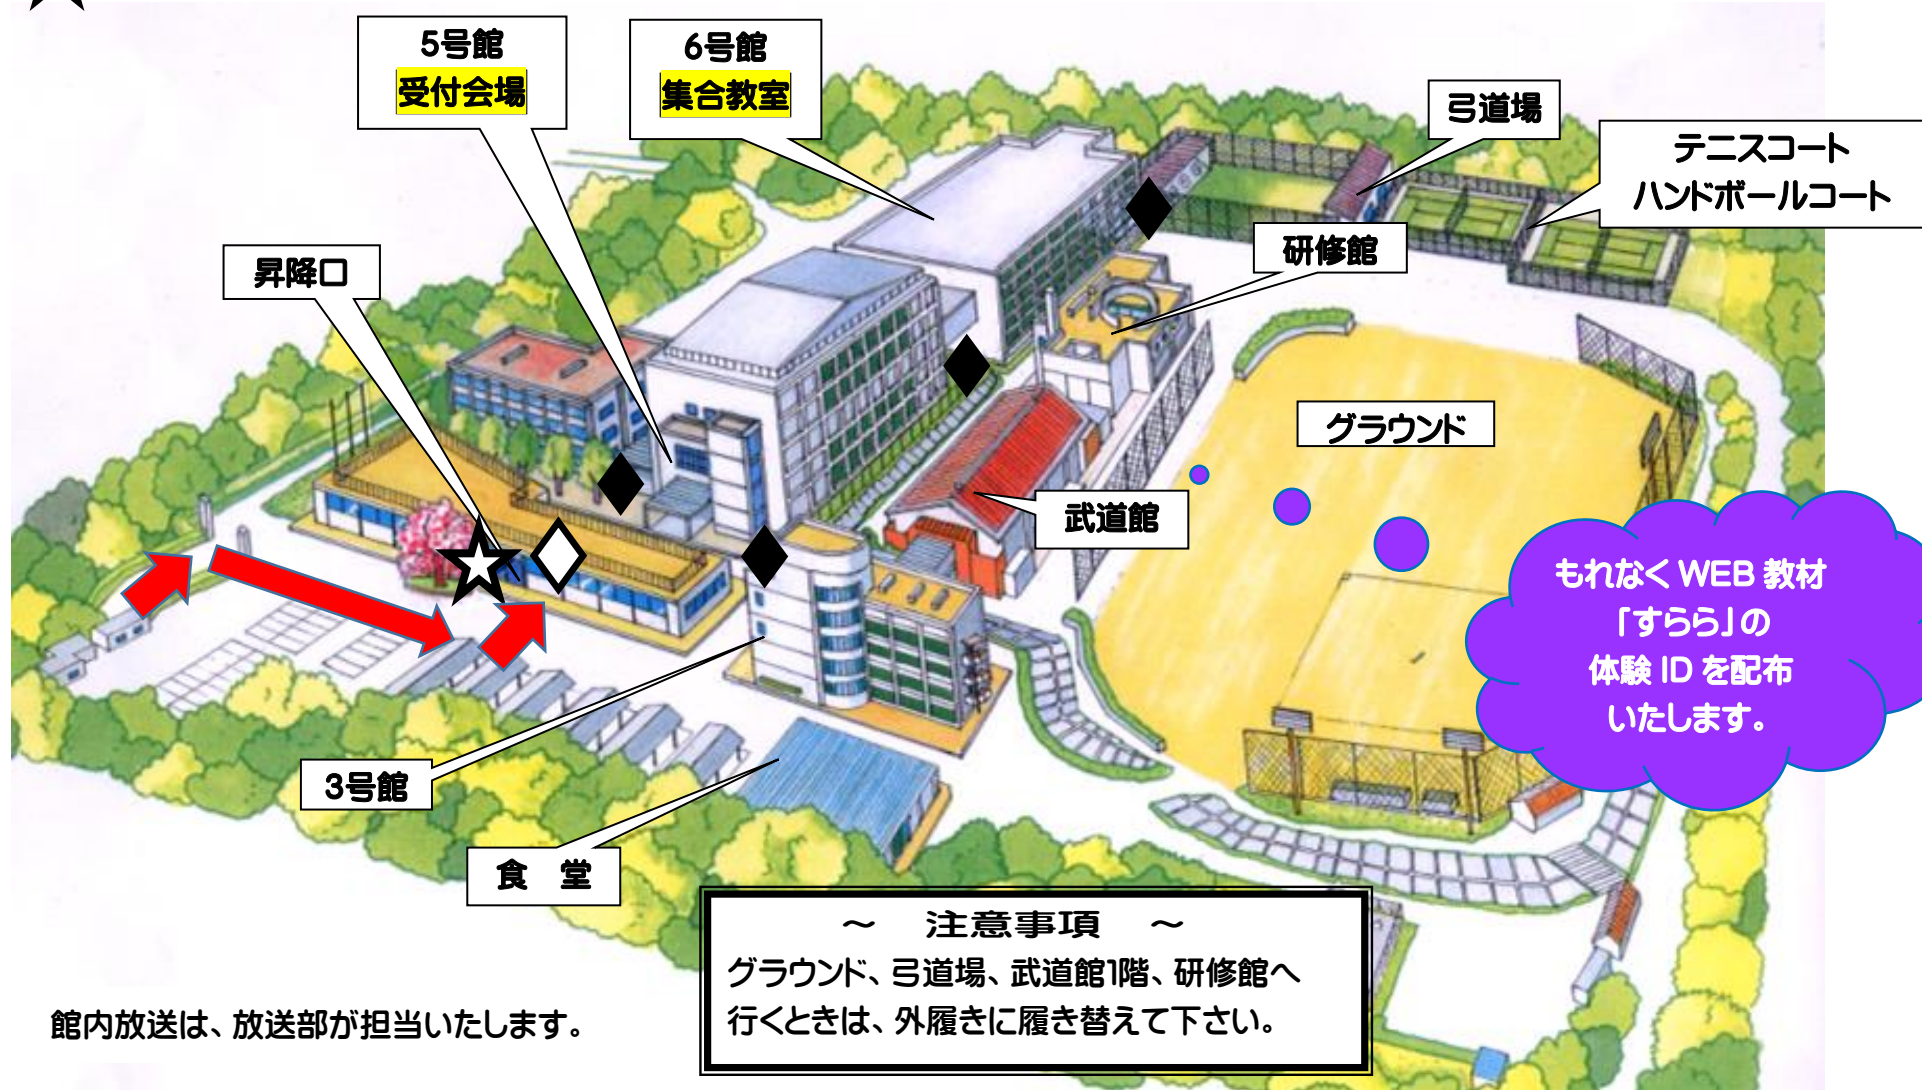 5号館
受付会場
6号館
集合教室
弓道場
テニスコート
ハンドボールコート
昇降口
研修館
グラウンド
武道館
もれなくWEB教材
「すらら」の
体験IDを配布
いたします。
3号館
食　堂
～　注意事項　～
グラウンド、弓道場、武道館1階、研修館へ
行くときは、外履きに履き替えて下さい。
館内放送は、放送部が担当いたします。